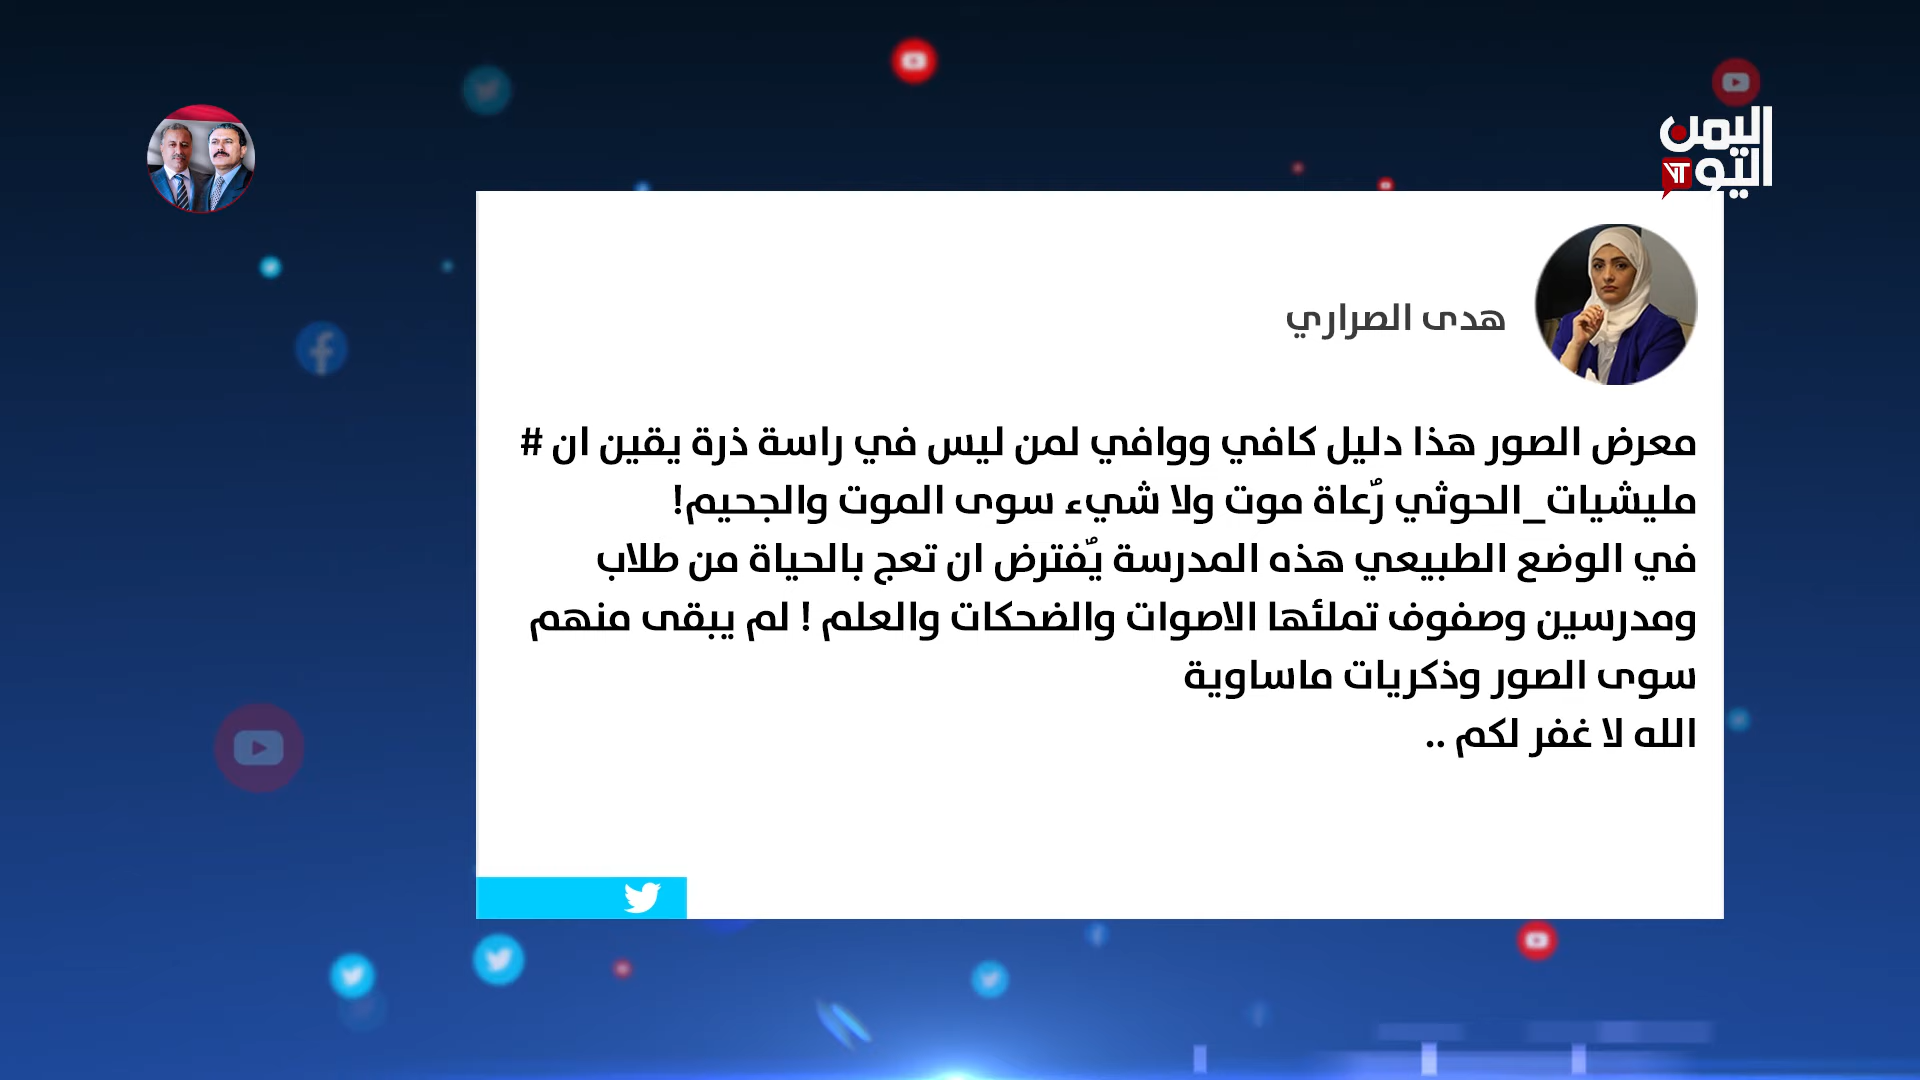 اليمن
اليوم
YT
هدى الصراري
معرض الصور هذا دليل كافي ووافي لمن ليس في راسة ذرة يقين ان #
مليشيات_الحوثي رُعاة موت ولا شيء سوى الموت والجحيم!
في الوضع الطبيعي هذه المدرسة يُفترض ان تعج بالحياة من طلاب
ومدرسين وصفوف تملئها الاصوات والضحكات والعلم ! لم يبقى منهم
سوى الصور وذكريات ماساوية
الله لا غفر لكم ..